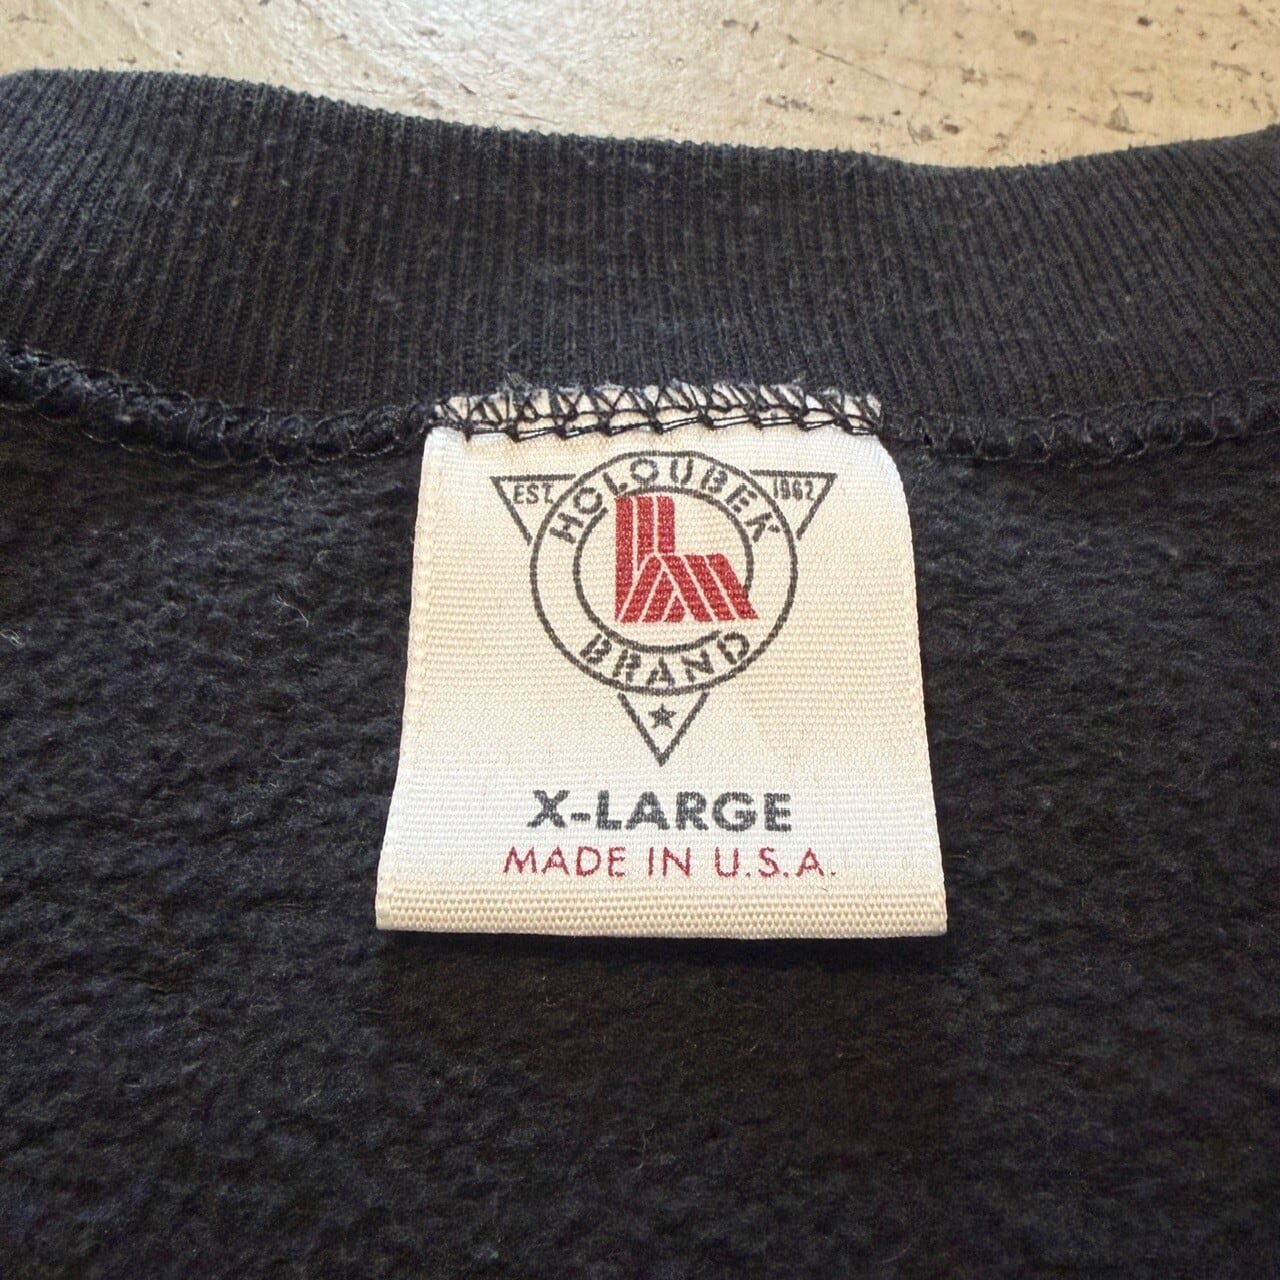 EST. 1962
HOLOUBEK
BRAND
X-LARGE
MADE IN U.S.A.